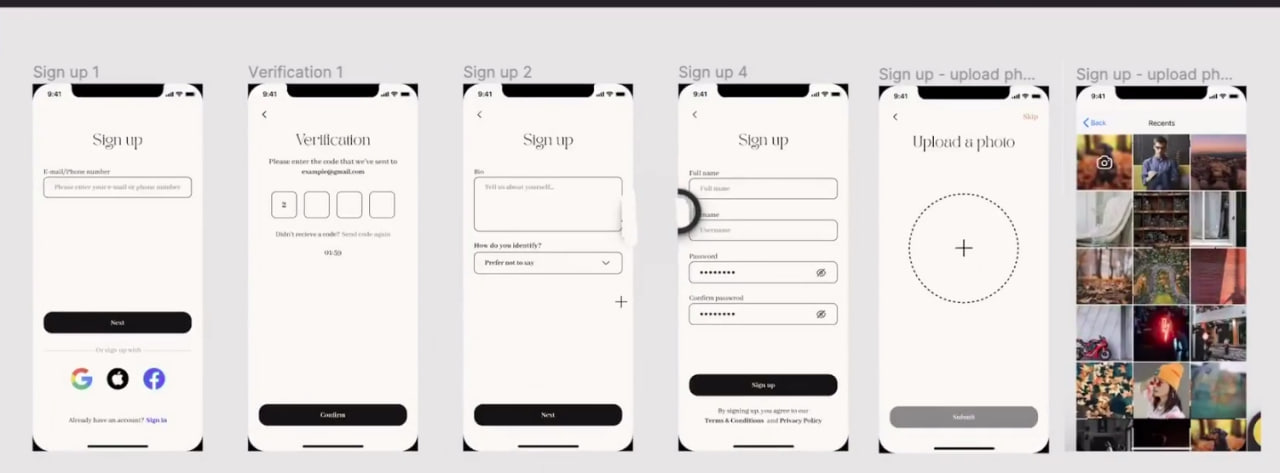 Sign up 1
9:41
Sign up
E-mail/Phone number
Please enter your e-mail or phone number
Next
Or sign up with
Already have an account? Sign in
Verification 1
9:41
Verification
Please enter the code that we've sent to
example@gmail.com
2
Didn't recieve a code? Send code again
01:59
Confirm
Sign up 2
9:41
Sign up
Bio
Tell us about yourself...
How do you identify?
Prefer not to say
Next
Sign up 4
9:41
Sign up
Full name
Full name
name
Username
Password
Confirm password
Sign up
By signing up, you agree to our
Terms & Conditions and Privacy Policy
Sign up - upload ph...
9:41
Skip
Upload a photo
Submit
Sign up - upload ph...
9:41
Back
Recents